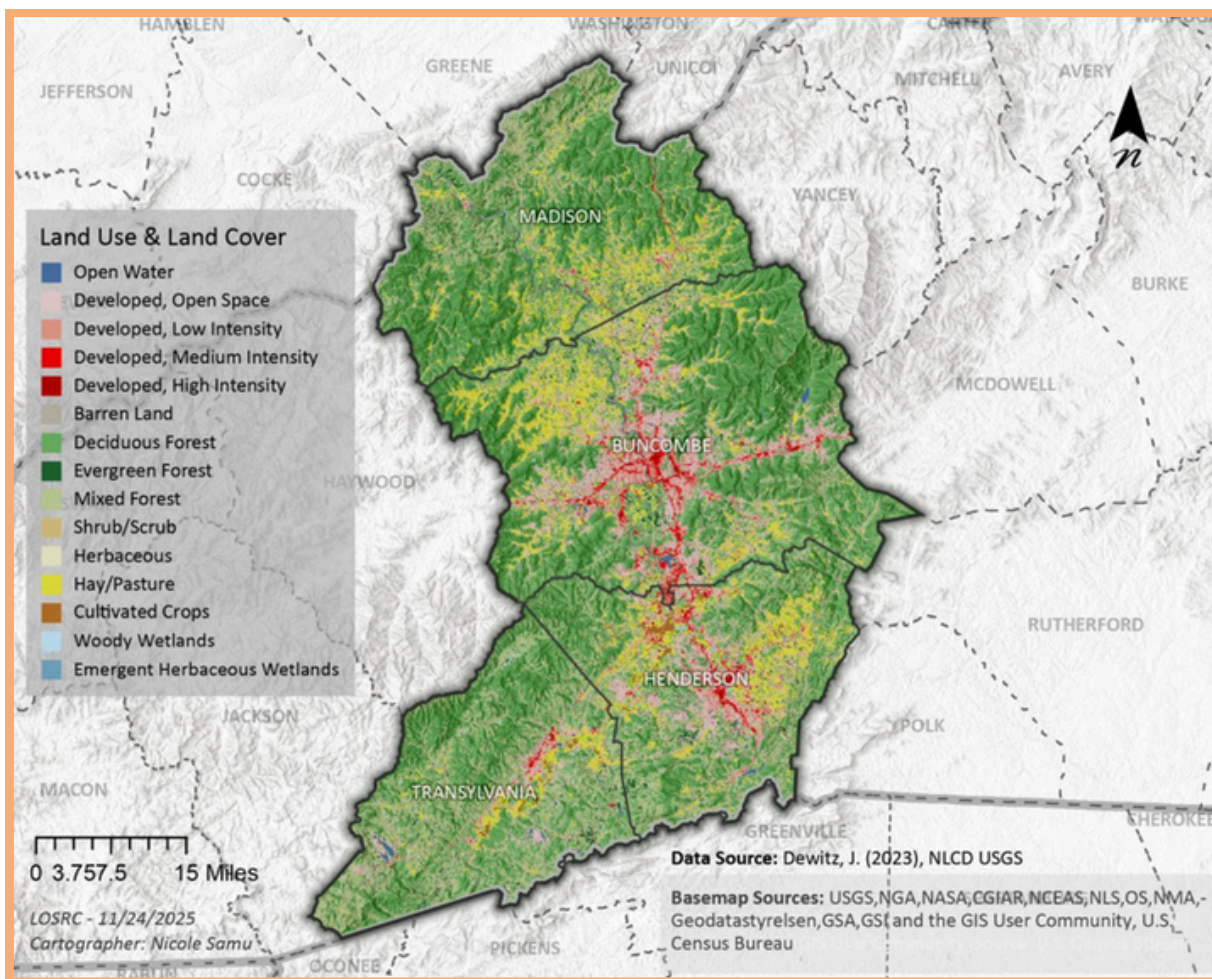 HAMBLEN
WASHINGTON
CARTER
GREENE
UNICOI
MITCHELL
AVERY
JEFFERSON
n
COCKE
YANCEY
MADISON
Land Use & Land Cover
Open Water
Developed, Open Space
Developed, Low Intensity
Developed, Medium Intensity
Developed, High Intensity
Barren Land
Deciduous Forest
Evergreen Forest
Mixed Forest
Shrub/Scrub
Herbaceous
Hay/Pasture
Cultivated Crops
Woody Wetlands
Emergent Herbaceous Wetlands
BURKE
MCDOWELL
BUNCOMBE
HAYWOOD
RUTHERFORD
HENDERSON
JACKSON
POLK
MACON
TRANSYLVANIA
GREENVILLE
CHEROKEE
0 3.757.5 15 Miles
Data Source: Dewitz, J. (2023), NLCD USGS
Basemap Sources: USGS,NGA,NASA,CGIAR,NCEAS,NLS,OS,NMA,-
Geodatastyrelsen,GSA,GSI and the GIS User Community, U.S.
Census Bureau
LOSRC - 11/24/2025
Cartographer: Nicole Samu
PICKENS
OCONEE
RABUN